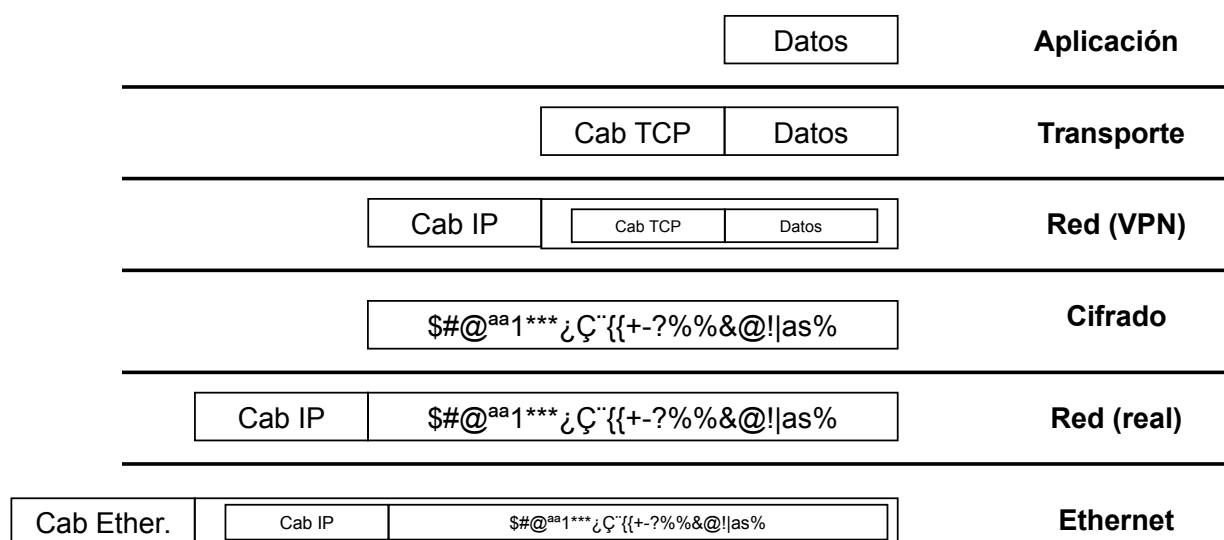 Datos Aplicación
Cab TCP Datos Transporte
Cab IP Cab TCP Datos Red (VPN)
$#@ªª1***¿Ç¨{{+-?%%&@!|as% Cifrado
Cab IP $#@ªª1***¿Ç¨{{+-?%%&@!|as% Red (real)
Cab Ether. Cab IP $#@ªª1***¿Ç¨{{+-?%%&@!|as% Ethernet